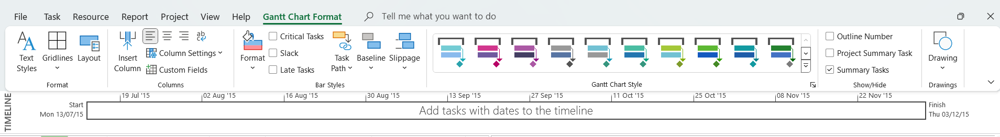 File Task Resource Report Project View Help Gantt Chart Format Tell me what you want to do
Text Styles
Gridlines
Layout
Format
Insert Column
ab
c
Column Settings
Custom Fields
Columns
Format
Critical Tasks
Slack
Late Tasks
Task Path
Baseline
Slippage
Bar Styles
Gantt Chart Style
Outline Number
Project Summary Task
Summary Tasks
Show/Hide
Drawing
Drawings
TIMELINE
19 Jul '15 02 Aug '15 16 Aug '15 30 Aug '15 13 Sep '15 27 Sep '15 11 Oct '15 25 Oct '15 08 Nov '15 22 Nov '15
Start
Mon 13/07/15
Add tasks with dates to the timeline
Finish
Thu 03/12/15